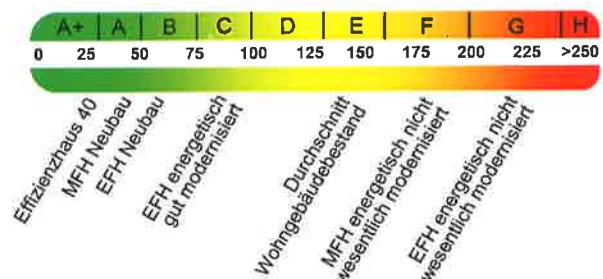 A+ A B C D E F G H
0 25 50 75 100 125 150 175 200 225 >250
Effizienzhaus 40
MFH Neubau
EFH Neubau
EFH energetisch
gut modernisiert
Durchschnitt
Wohngebäudebestand
MFH energetisch nicht
wesentlich modernisiert
EFH energetisch nicht
wesentlich modernisiert